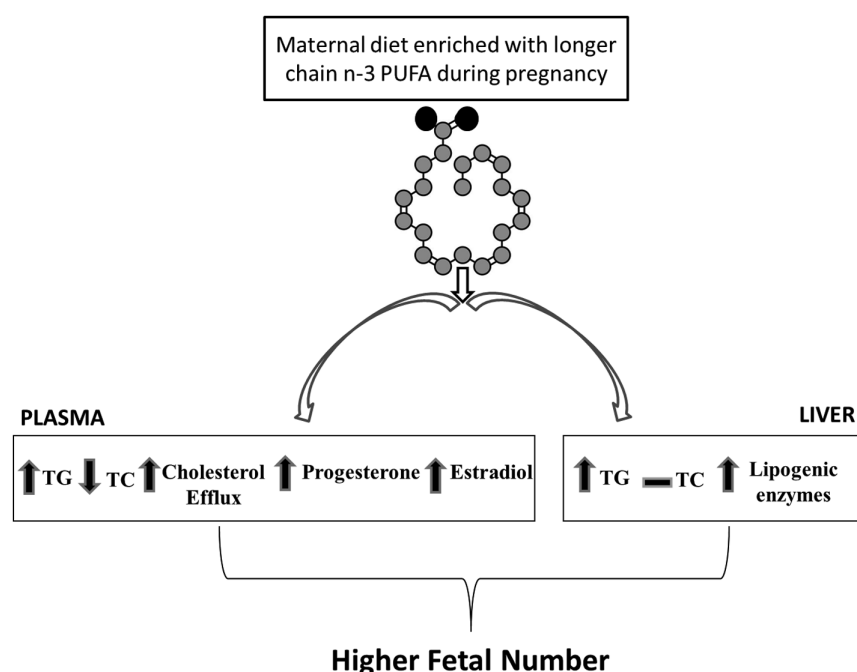 Maternal diet enriched with longer
chain n-3 PUFA during pregnancy
PLASMA
LIVER
TG TC Cholesterol Progesterone Estradiol
Efflux
TG TC Lipogenic
enzymes
Higher Fetal Number